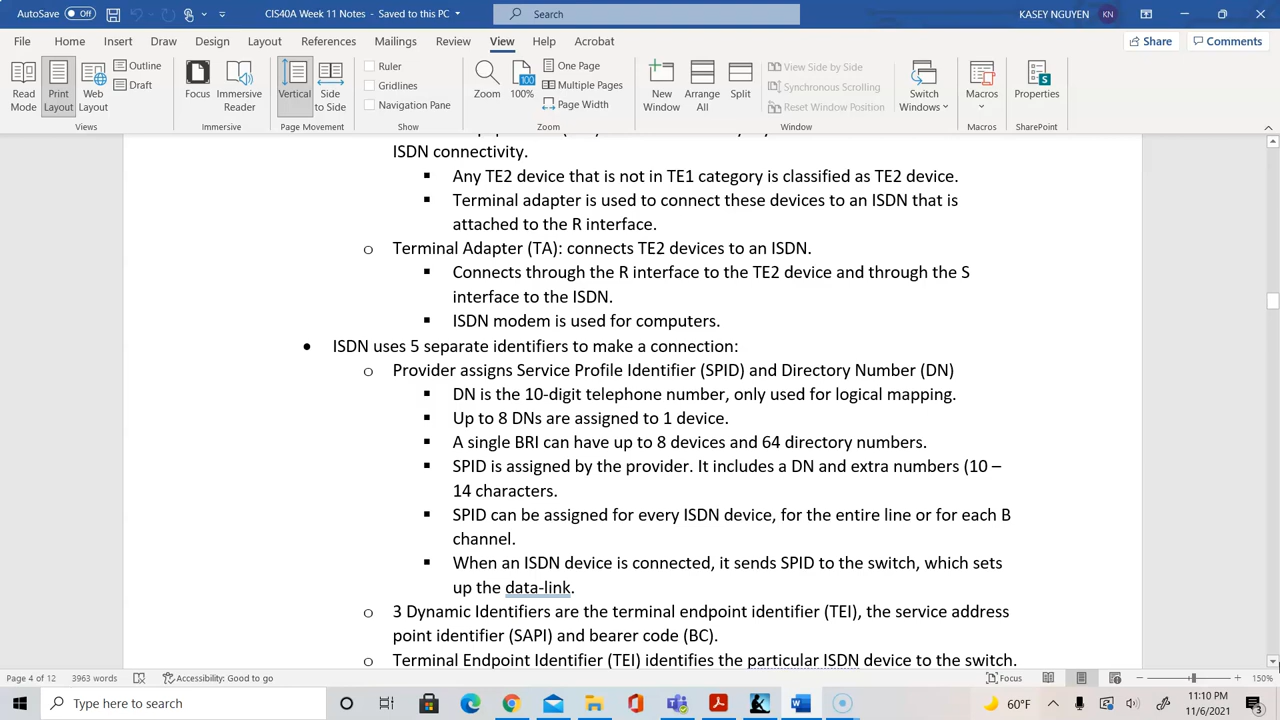 AutoSave Off CIS40A Week 11 Notes Search KASEY NGUYEN KN
File Home Insert Draw Design Layout References Mailings Review View Help Acrobat Share Comments
Read Mode
Print Layout
Web Layout
Outline
Draft
Views
Focus
Immersive Reader
Immersive
Vertical
Side to Side
Page Movement
Ruler
Gridlines
Navigation Pane
Show
Zoom
100
100%
One Page
Multiple Pages
Page Width
Zoom
New Window
Arrange All
Split
View Side by Side
Synchronous Scrolling
Reset Window Position
Window
Switch Windows
Macros
Macros
Properties
SharePoint
ISDN connectivity.
▪ Any TE2 device that is not in TE1 category is classified as TE2 device.
▪ Terminal adapter is used to connect these devices to an ISDN that is
attached to the R interface.
o Terminal Adapter (TA): connects TE2 devices to an ISDN.
▪ Connects through the R interface to the TE2 device and through the S
interface to the ISDN.
▪ ISDN modem is used for computers.
• ISDN uses 5 separate identifiers to make a connection:
o Provider assigns Service Profile Identifier (SPID) and Directory Number (DN)
▪ DN is the 10-digit telephone number, only used for logical mapping.
▪ Up to 8 DNs are assigned to 1 device.
▪ A single BRI can have up to 8 devices and 64 directory numbers.
▪ SPID is assigned by the provider. It includes a DN and extra numbers (10 –
14 characters.
▪ SPID can be assigned for every ISDN device, for the entire line or for each B
channel.
▪ When an ISDN device is connected, it sends SPID to the switch, which sets
up the data-link.
o 3 Dynamic Identifiers are the terminal endpoint identifier (TEI), the service address
point identifier (SAPI) and bearer code (BC).
o Terminal Endpoint Identifier (TEI) identifies the particular ISDN device to the switch.
Page 4 of 12 3963 words Accessibility: Good to go Focus 150%
Type here to search 60°F 11:10 PM
11/6/2021